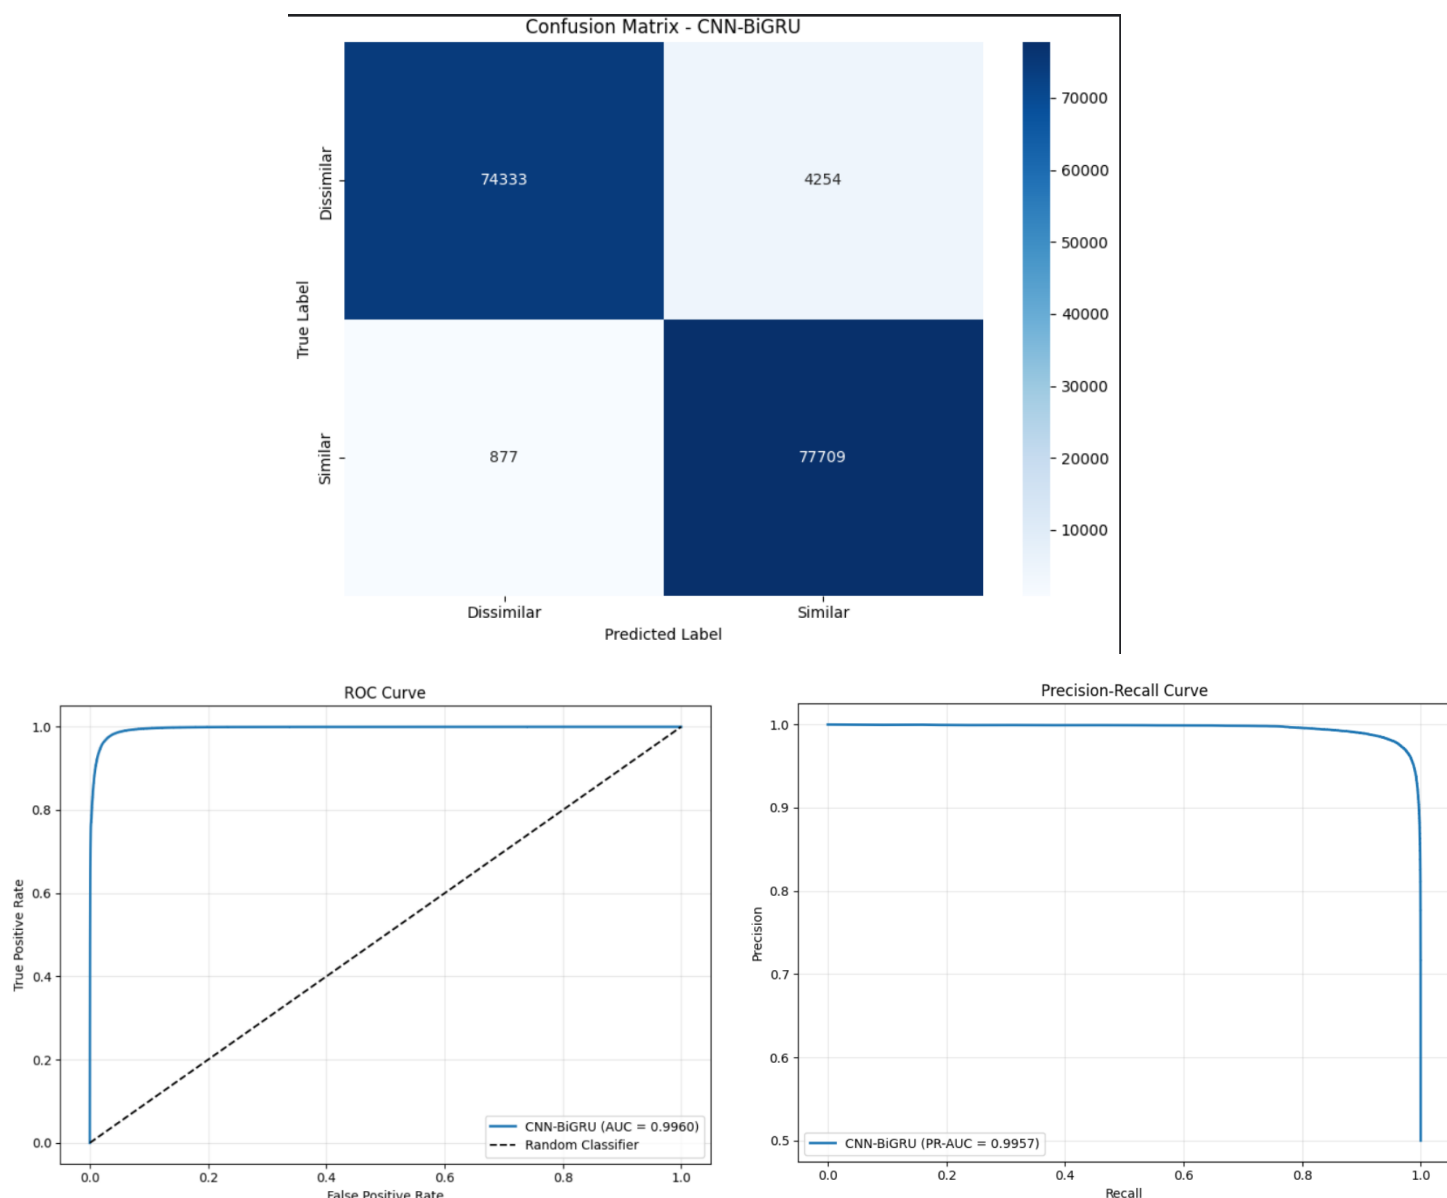 Confusion Matrix - CNN-BiGRU
True Label
Dissimilar
Similar
74333
4254
877
77709
Dissimilar
Similar
Predicted Label
70000
60000
50000
40000
30000
20000
10000
ROC Curve
True Positive Rate
1.0
0.8
0.6
0.4
0.2
0.0
CNN-BiGRU (AUC = 0.9960)
Random Classifier
0.0
0.2
0.4
0.6
0.8
1.0
False Positive Rate
Precision-Recall Curve
Precision
1.0
0.9
0.8
0.7
0.6
0.5
CNN-BiGRU (PR-AUC = 0.9957)
0.0
0.2
0.4
0.6
0.8
1.0
Recall